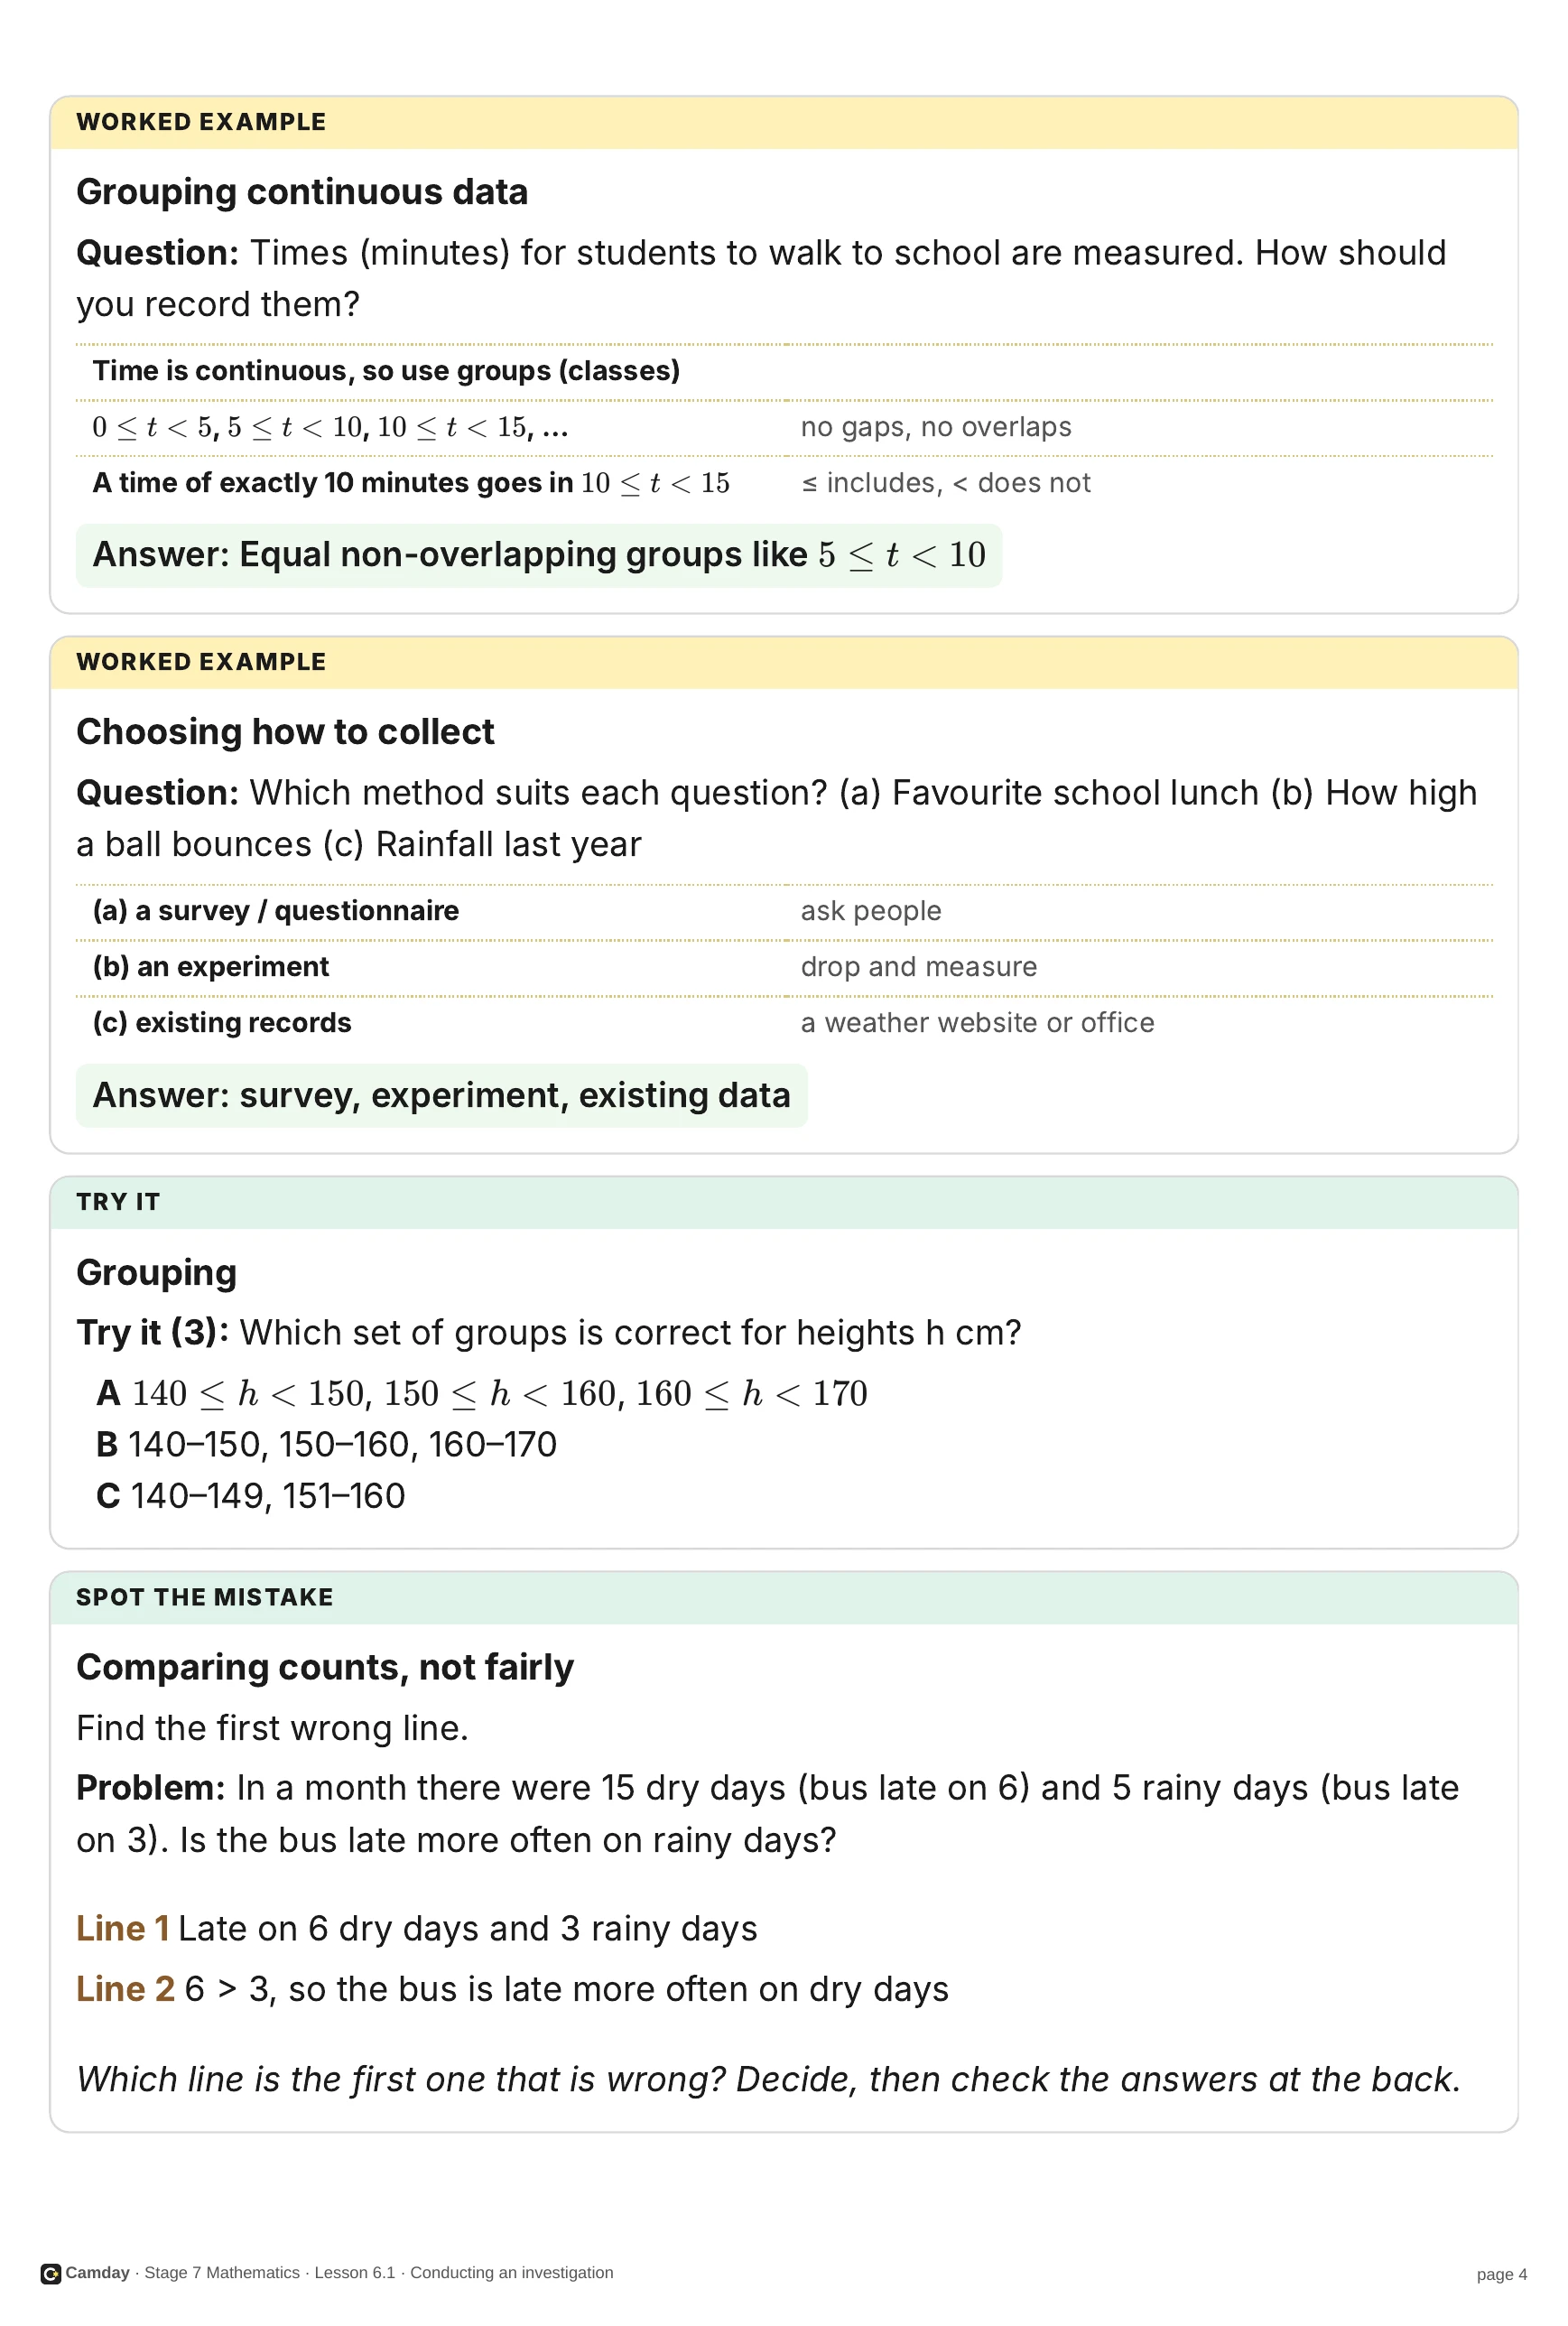 WORKED EXAMPLE
Grouping continuous data
Question: Times (minutes) for students to walk to school are measured. How should
you record them?
Time is continuous, so use groups (classes)
0 ≤ t < 5, 5 ≤ t < 10, 10 ≤ t < 15, ... no gaps, no overlaps
A time of exactly 10 minutes goes in 10 ≤ t < 15 ≤ includes, < does not
Answer: Equal non-overlapping groups like 5 ≤ t < 10
WORKED EXAMPLE
Choosing how to collect
Question: Which method suits each question? (a) Favourite school lunch (b) How high
a ball bounces (c) Rainfall last year
(a) a survey / questionnaire ask people
(b) an experiment drop and measure
(c) existing records a weather website or office
Answer: survey, experiment, existing data
TRY IT
Grouping
Try it (3): Which set of groups is correct for heights h cm?
A 140 ≤ h < 150, 150 ≤ h < 160, 160 ≤ h < 170
B 140–150, 150–160, 160–170
C 140–149, 151–160
SPOT THE MISTAKE
Comparing counts, not fairly
Find the first wrong line.
Problem: In a month there were 15 dry days (bus late on 6) and 5 rainy days (bus late
on 3). Is the bus late more often on rainy days?
Line 1 Late on 6 dry days and 3 rainy days
Line 2 6 > 3, so the bus is late more often on dry days
Which line is the first one that is wrong? Decide, then check the answers at the back.
Camday · Stage 7 Mathematics · Lesson 6.1 · Conducting an investigation page 4